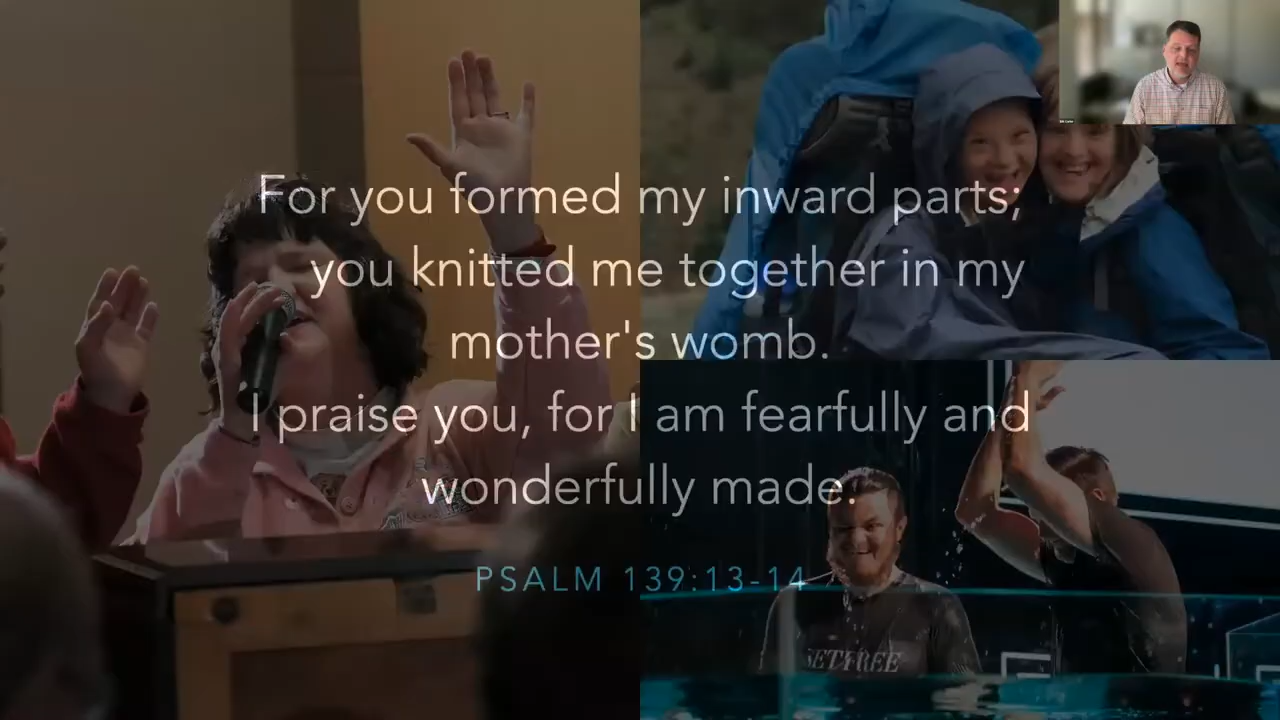 For you formed my inward parts;
you knitted me together in my
mother's womb.
I praise you, for I am fearfully and
wonderfully made.
PSALM 139:13-14
SET FREE